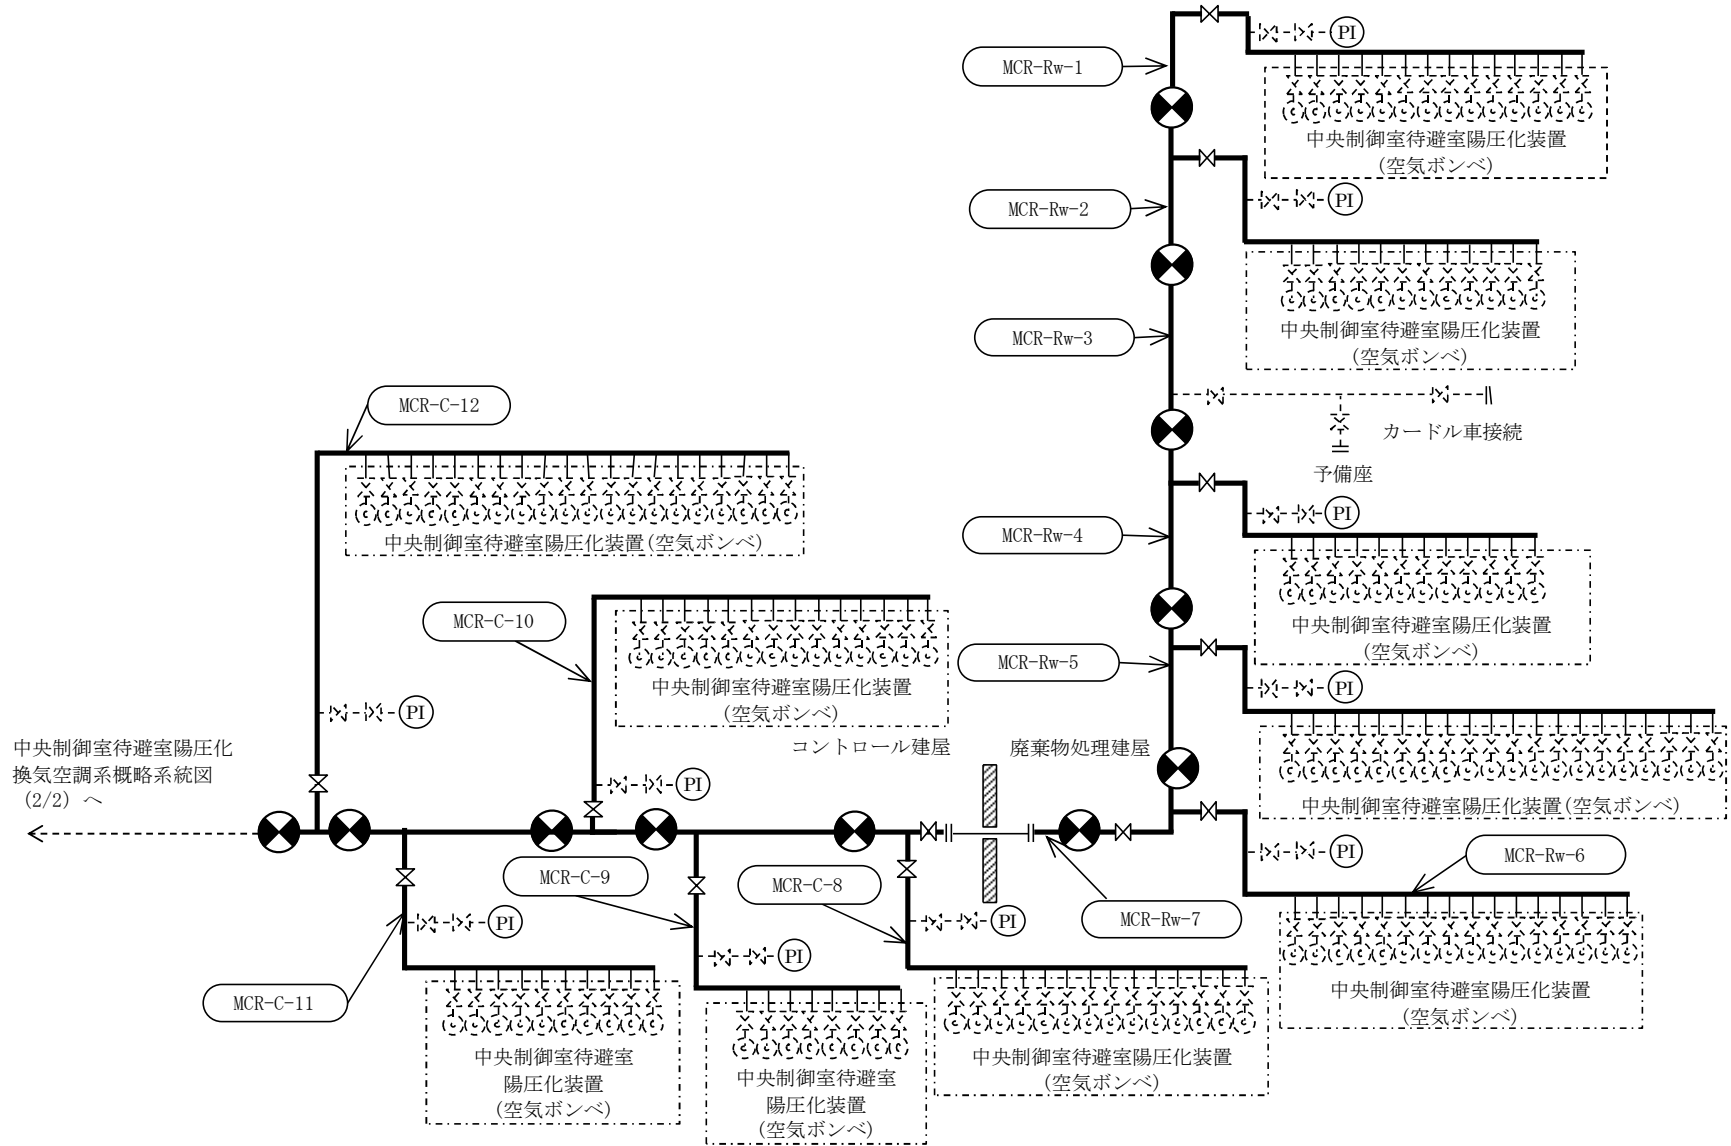 PI
MCR-Rw-1
中央制御室待避室陽圧化装置
(空気ボンベ)
PI
MCR-Rw-2
中央制御室待避室陽圧化装置
(空気ボンベ)
MCR-Rw-3
カードル車接続
予備座
MCR-C-12
PI
MCR-Rw-4
中央制御室待避室陽圧化装置(空気ボンベ)
中央制御室待避室陽圧化装置
(空気ボンベ)
MCR-C-10
MCR-Rw-5
PI
中央制御室待避室陽圧化装置
(空気ボンベ)
PI
コントロール建屋
廃棄物処理建屋
中央制御室待避室陽圧化
換気空調系概略系統図
(2/2) へ
PI
中央制御室待避室陽圧化装置(空気ボンベ)
PI
MCR-Rw-6
MCR-C-9
MCR-C-8
MCR-Rw-7
PI
PI
PI
中央制御室待避室陽圧化装置
(空気ボンベ)
MCR-C-11
中央制御室待避室
陽圧化装置
(空気ボンベ)
中央制御室待避室
陽圧化装置
(空気ボンベ)
中央制御室待避室陽圧化装置
(空気ボンベ)